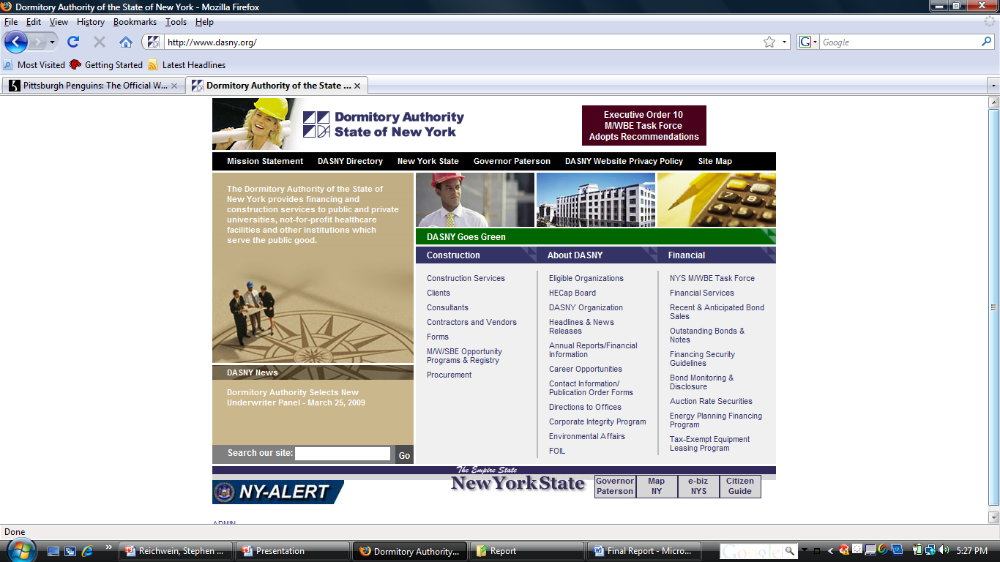 Dormitory Authority of the State of New York - Mozilla Firefox
File Edit View History Bookmarks Tools Help
http://www.dasny.org/
G
Google
Most Visited Getting Started Latest Headlines
Pittsburgh Penguins: The Official W...
Dormitory Authority of the State ...
Dormitory Authority
State of New York
DA
Executive Order 10
M/WBE Task Force
Adopts Recommendations
Mission Statement DASNY Directory New York State Governor Paterson DASNY Website Privacy Policy Site Map
The Dormitory Authority of the State of
New York provides financing and
construction services to public and private
universities, not-for-profit healthcare
facilities and other institutions which
serve the public good.
DASNY News
Dormitory Authority Selects New
Underwriter Panel - March 25, 2009
Search our site: Go
DASNY Goes Green
Construction
Construction Services
Clients
Consultants
Contractors and Vendors
Forms
M/W/SBE Opportunity
Programs & Registry
Procurement
About DASNY
Eligible Organizations
HECap Board
DASNY Organization
Headlines & News
Releases
Annual Reports/Financial
Information
Career Opportunities
Contact Information/
Publication Order Forms
Directions to Offices
Corporate Integrity Program
Environmental Affairs
FOIL
Financial
NYS M/WBE Task Force
Financial Services
Recent & Anticipated Bond
Sales
Outstanding Bonds &
Notes
Financing Security
Guidelines
Bond Monitoring &
Disclosure
Auction Rate Securities
Energy Planning Financing
Program
Tax-Exempt Equipment
Leasing Program
NY-ALERT
The Empire State
New York State
Governor
Paterson
Map
NY
e-biz
NYS
Citizen
Guide
ADMIN
Done
Reichwein, Stephen ...
Presentation
Dormitory Authority...
Report
Final Report - Micro...
Google
5:27 PM